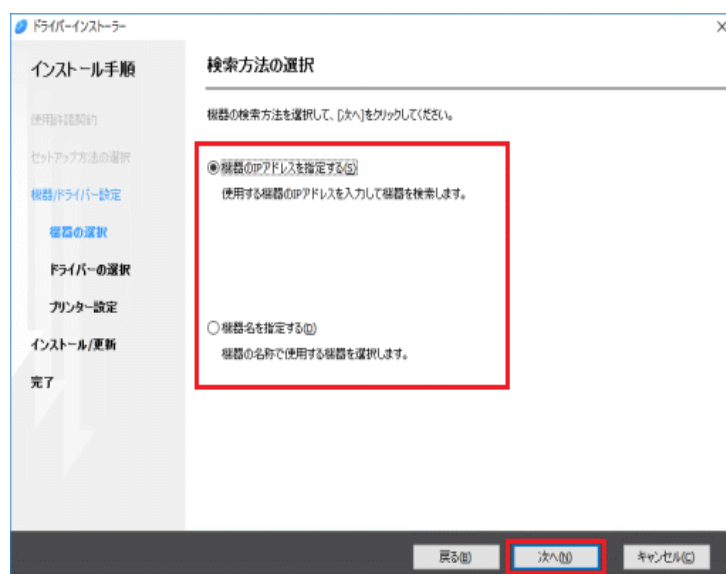 ドライバーインストーラー
インストール手順
使用許諾契約
セットアップ方法の選択
機器/ドライバー設定
機器の選択
ドライバーの選択
プリンター設定
インストール/更新
完了
検索方法の選択
機器の検索方法を選択して、[次へ]をクリックしてください。
機器のIPアドレスを指定する(S)
使用する機器のIPアドレスを入力して機器を検索します。
機器名を指定する(D)
機器の名称で使用する機器を選択します。
戻る(B)
次へ(N)
キャンセル(C)